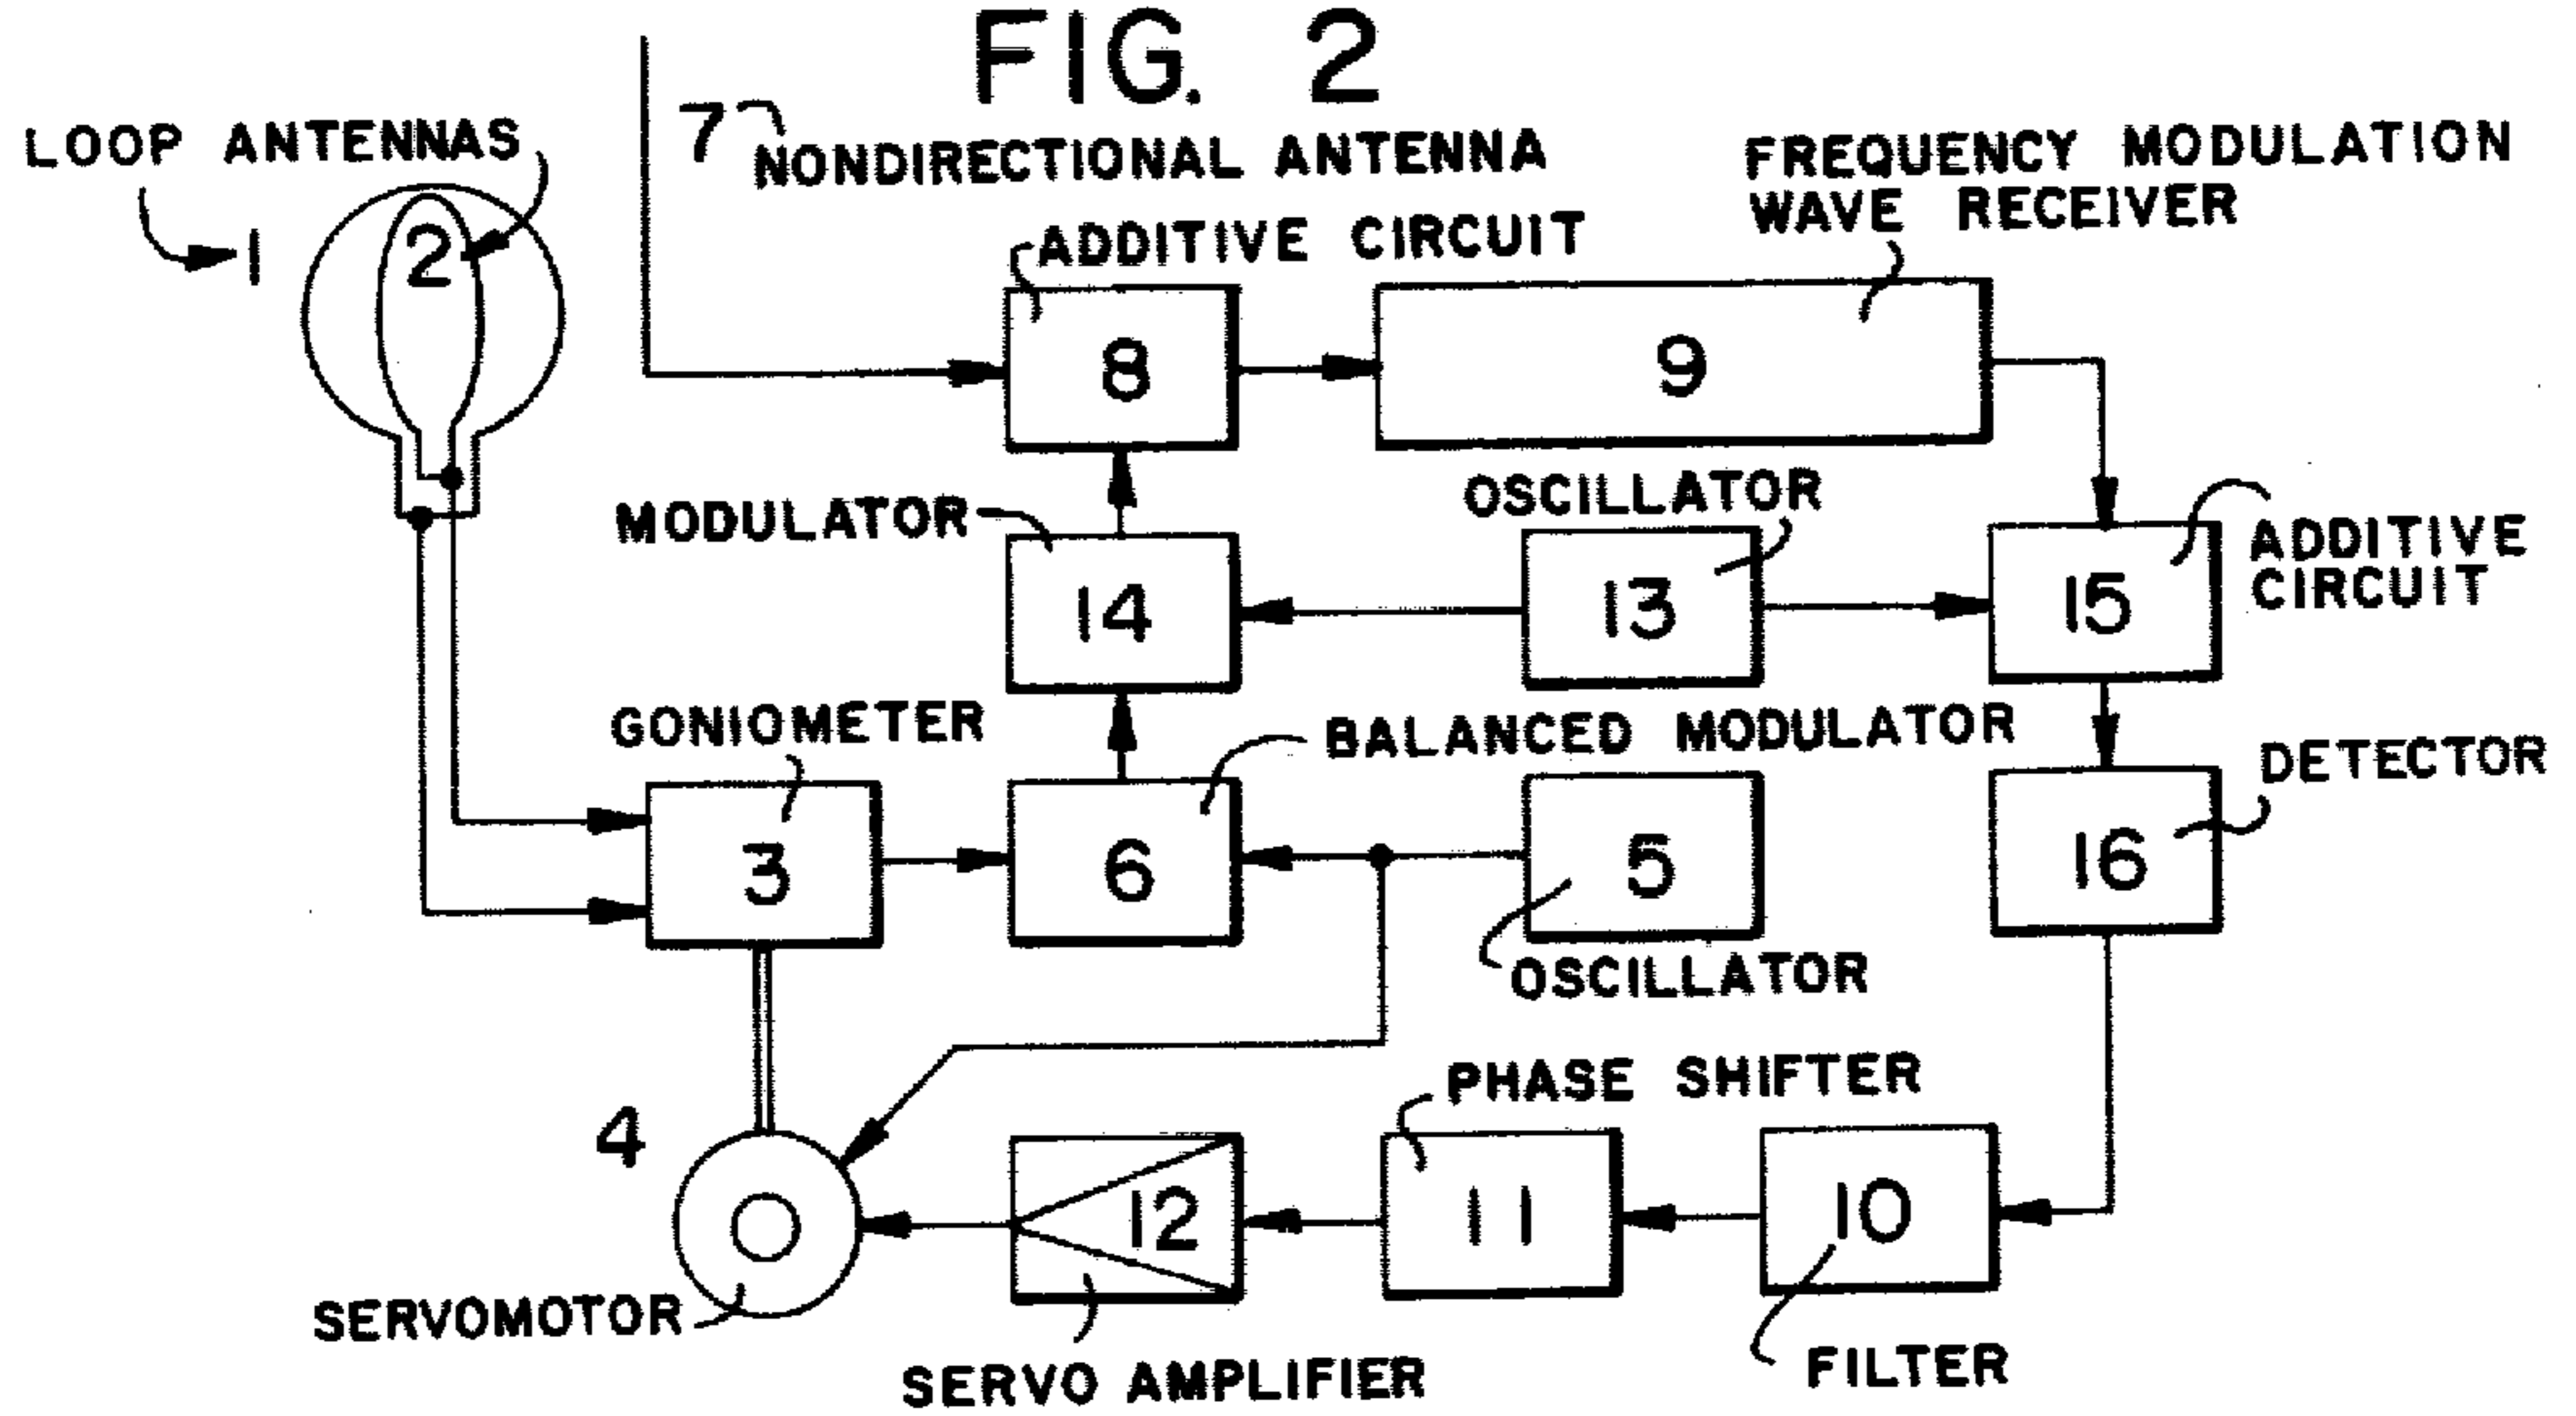 FIG. 2
LOOP ANTENNAS
7
NONDIRECTIONAL ANTENNA
FREQUENCY MODULATION
WAVE RECEIVER
1
2
ADDITIVE CIRCUIT
8
9
MODULATOR
OSCILLATOR
14
13
15
ADDITIVE
CIRCUIT
GONIOMETER
BALANCED MODULATOR
DETECTOR
3
6
5
16
OSCILLATOR
4
PHASE SHIFTER
12
11
10
SERVOMOTOR
SERVO AMPLIFIER
FILTER